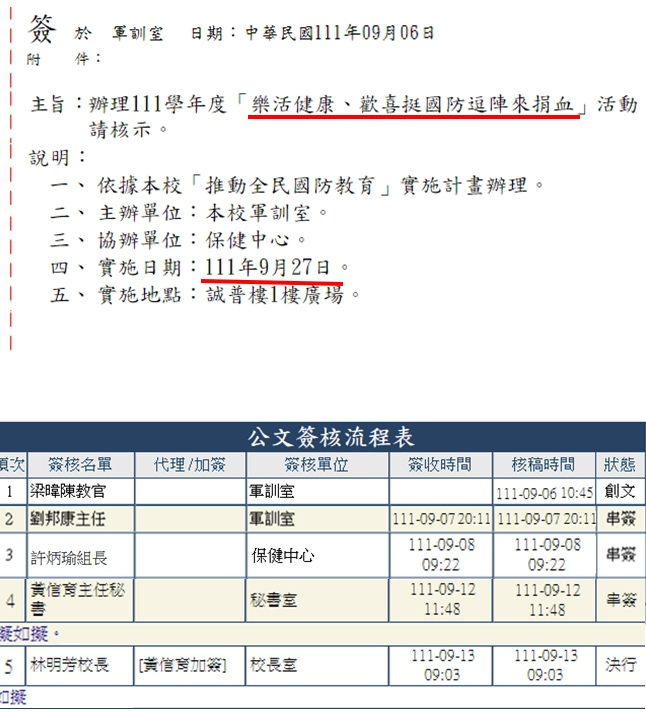 簽 於 軍訓室 日期：中華民國111年09月06日
附 件：
主旨：辦理111學年度「樂活健康、歡喜挺國防逗陣來捐血」活動
請核示。
說明：
一、依據本校「推動全民國防教育」實施計畫辦理。
二、主辦單位：本校軍訓室。
三、協辦單位：保健中心。
四、實施日期：111年9月27日。
五、實施地點：誠普樓1樓廣場。
公文簽核流程表
項次 簽核名單 代理/加簽 簽核單位 簽收時間 核稿時間 狀態
1 梁暐陳教官 軍訓室 111-09-06 10:45 創文
2 劉邦康主任 軍訓室 111-09-07 20:11 111-09-07 20:11 串簽
3 許炳瑜組長 保健中心 111-09-08 09:22 111-09-08 09:22 串簽
4 黃信育主任秘書 秘書室 111-09-12 11:48 111-09-12 11:48 串簽
擬如擬。
5 林明芳校長 [黃信育加簽] 校長室 111-09-13 09:03 111-09-13 09:03 決行
如擬